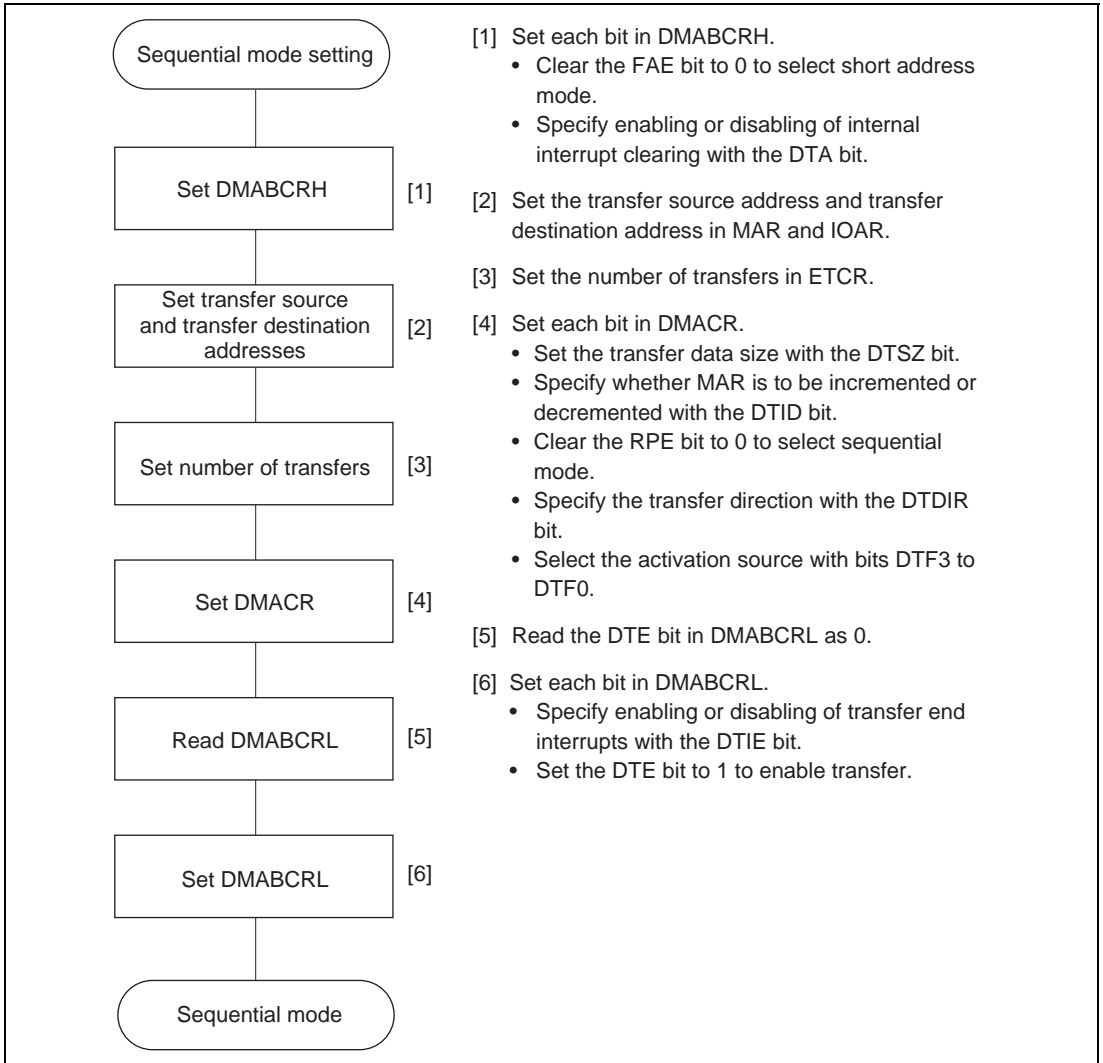 Sequential mode setting
Set DMABCRH
[1]
Set transfer source
and transfer destination
addresses
[2]
Set number of transfers
[3]
Set DMACR
[4]
Read DMABCRL
[5]
Set DMABCRL
[6]
Sequential mode
[1] Set each bit in DMABCRH.
• Clear the FAE bit to 0 to select short address
mode.
• Specify enabling or disabling of internal
interrupt clearing with the DTA bit.
[2] Set the transfer source address and transfer
destination address in MAR and IOAR.
[3] Set the number of transfers in ETCR.
[4] Set each bit in DMACR.
• Set the transfer data size with the DTSZ bit.
• Specify whether MAR is to be incremented or
decremented with the DTID bit.
• Clear the RPE bit to 0 to select sequential
mode.
• Specify the transfer direction with the DTDIR
bit.
• Select the activation source with bits DTF3 to
DTF0.
[5] Read the DTE bit in DMABCRL as 0.
[6] Set each bit in DMABCRL.
• Specify enabling or disabling of transfer end
interrupts with the DTIE bit.
• Set the DTE bit to 1 to enable transfer.